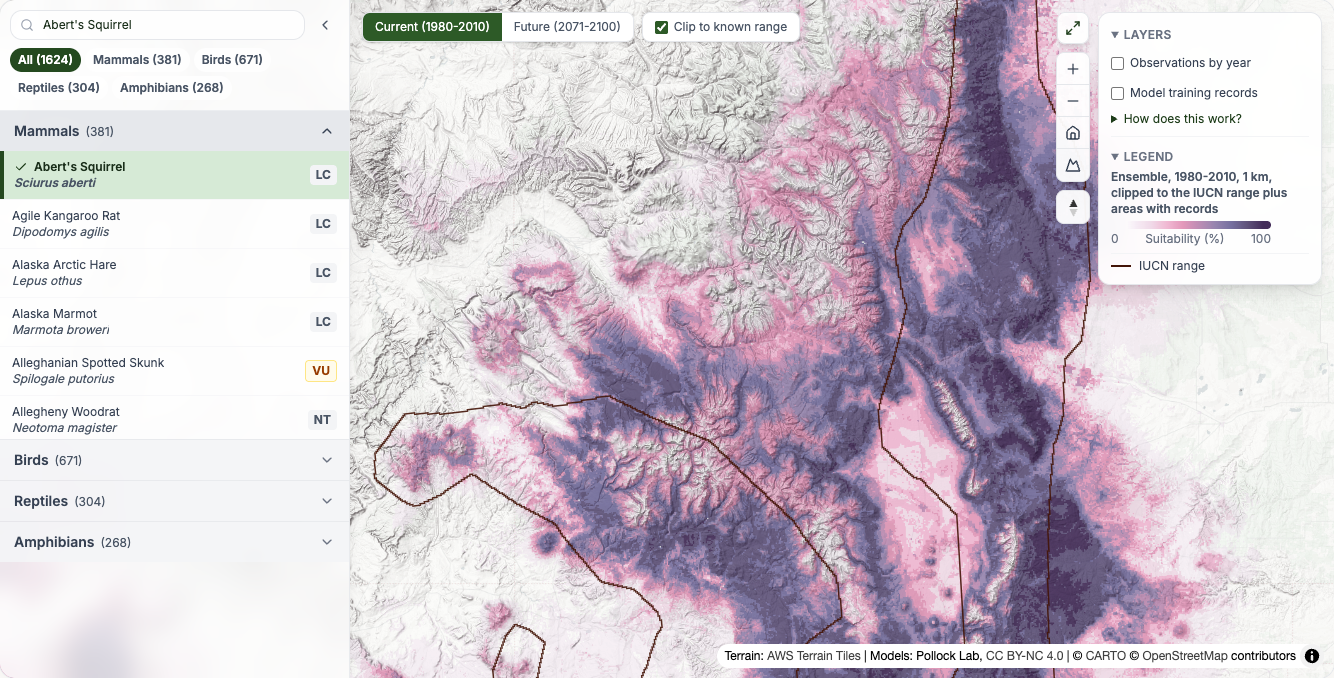 Abert's Squirrel
All (1624) Mammals (381) Birds (671)
Reptiles (304) Amphibians (268)
Mammals (381)
Abert's Squirrel
Sciurus aberti
LC
Agile Kangaroo Rat
Dipodomys agilis
LC
Alaska Arctic Hare
Lepus othus
LC
Alaska Marmot
Marmota broweri
LC
Alleghanian Spotted Skunk
Spilogale putorius
VU
Allegheny Woodrat
Neotoma magister
NT
Birds (671)
Reptiles (304)
Amphibians (268)
Current (1980-2010) Future (2071-2100) Clip to known range
LAYERS
Observations by year
Model training records
How does this work?
LEGEND
Ensemble, 1980-2010, 1 km,
clipped to the IUCN range plus
areas with records
0 Suitability (%) 100
IUCN range
Terrain: AWS Terrain Tiles | Models: Pollock Lab, CC BY-NC 4.0 | © CARTO © OpenStreetMap contributors